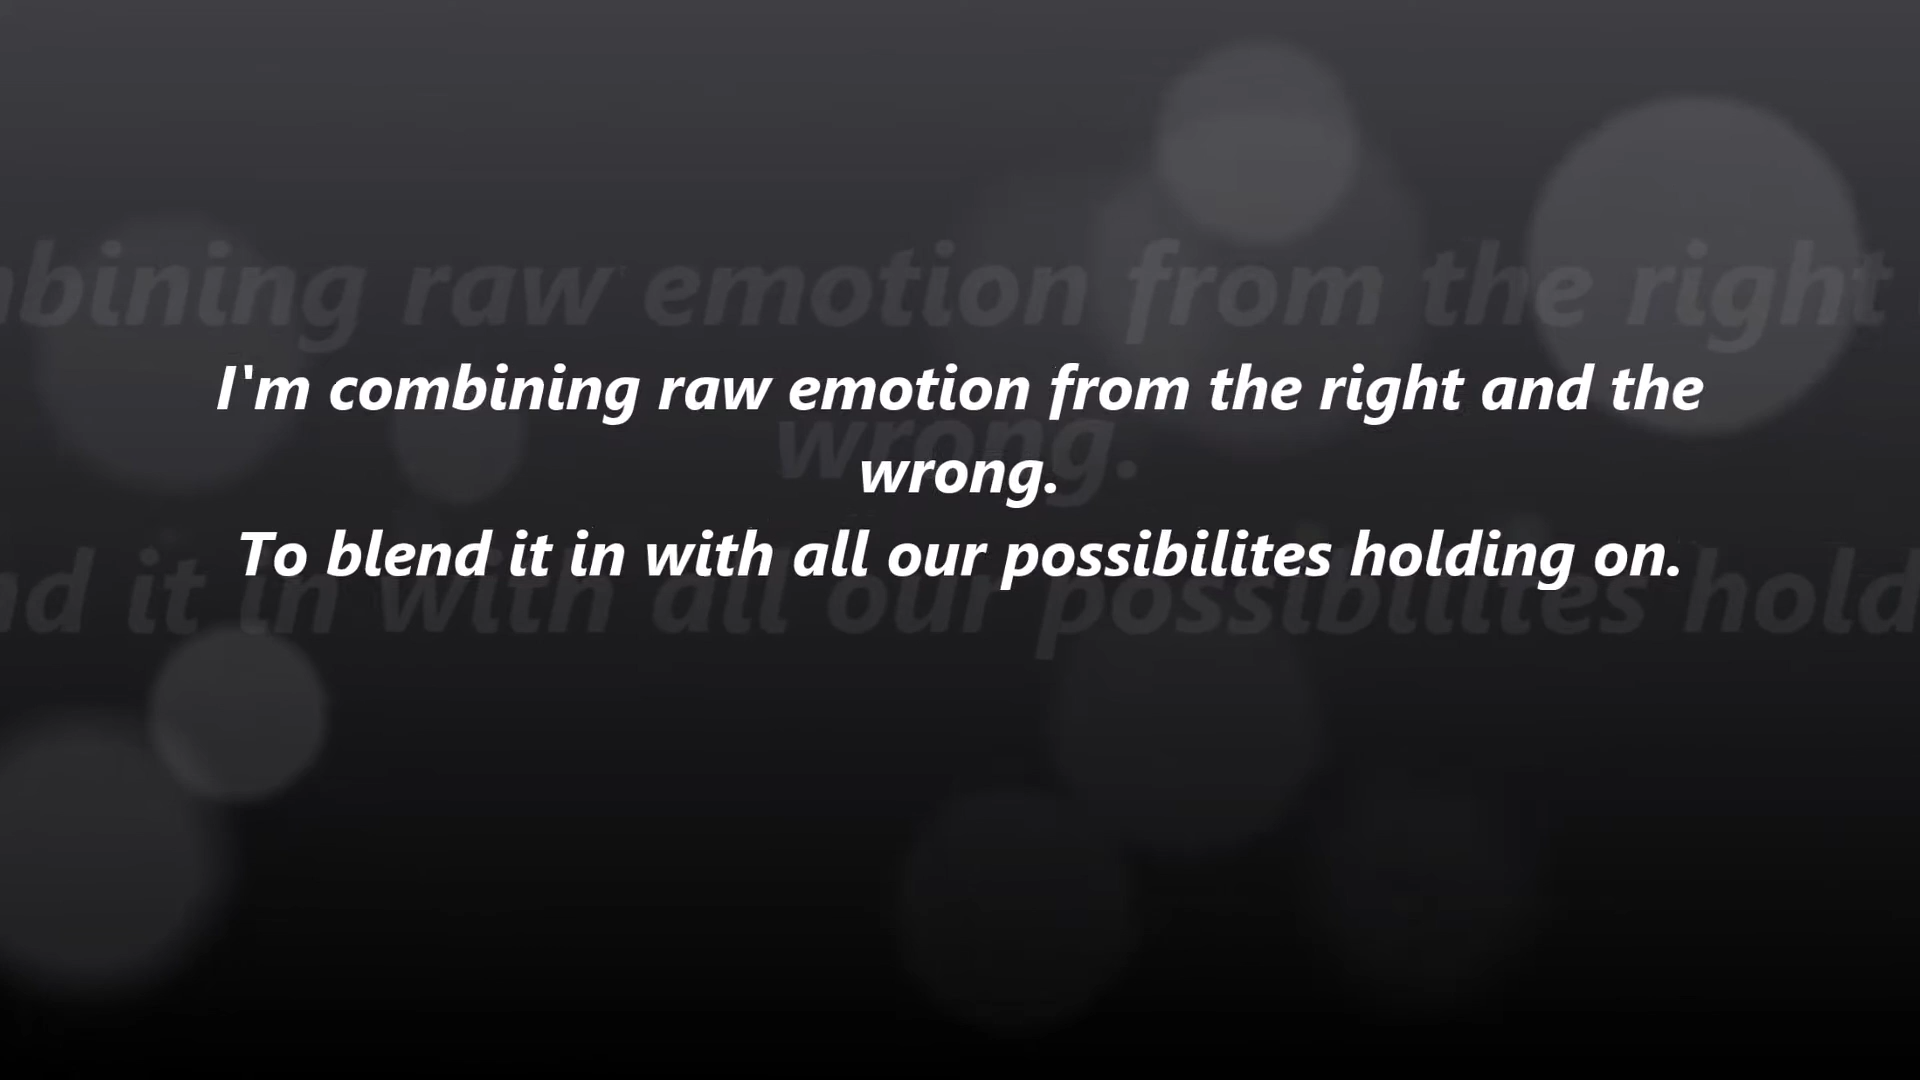 I'm combining raw emotion from the right and the
wrong.
To blend it in with all our possibilites holding on.